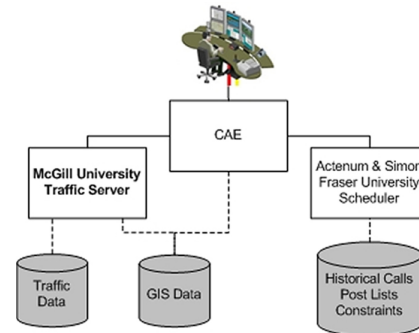 CAE
McGill University
Traffic Server
Actenum & Simon
Fraser University
Scheduler
Traffic
Data
GIS Data
Historical Calls
Post Lists
Constraints